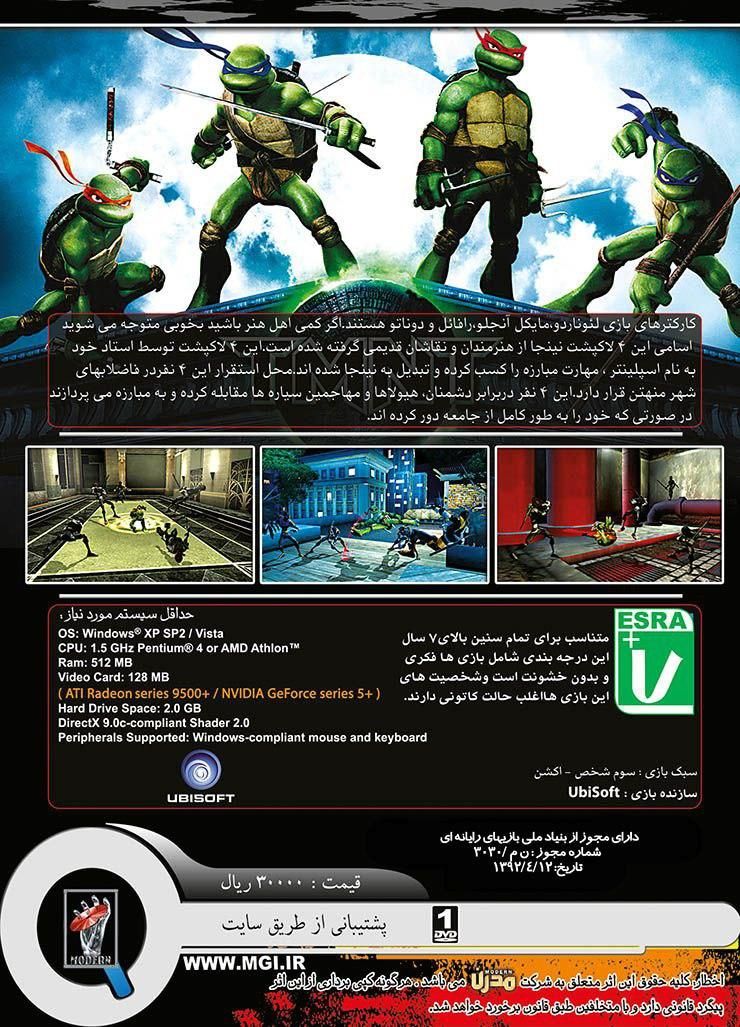 TMNT
کارکترهای بازی لئوناردو،مایکل آنجلو،رافائل و دوناتو هستند.اگر کمی اهل هنر باشید بخوبی متوجه می شوید
اسامی این ۴ لاکپشت نینجا از هنرمندان و نقاشان قدیمی گرفته شده است.این ۴ لاکپشت توسط استاد خود
به نام اسپلینتر ، مهارت مبارزه را کسب کرده و تبدیل به نینجا شده اند.محل استقرار این ۴ نفردر فاضلابهای
شهر منهتن قرار دارد.این ۴ نفر دربرابر دشمنان، هیولاها و مهاجمین سیاره ها مقابله کرده و به مبارزه می پردازند
در صورتی که خود را به طور کامل از جامعه دور کرده اند.
حداقل سیستم مورد نیاز:
OS: Windows® XP SP2 / Vista
CPU: 1.5 GHz Pentium® 4 or AMD Athlon™
Ram: 512 MB
Video Card: 128 MB
( ATI Radeon series 9500+ / NVIDIA GeForce series 5+ )
Hard Drive Space: 2.0 GB
DirectX 9.0c-compliant Shader 2.0
Peripherals Supported: Windows-compliant mouse and keyboard
UBISOFT
ESRA
+۷
متناسب برای تمام سنین بالای۷ سال
این درجه بندی شامل بازی ها فکری
و بدون خشونت است وشخصیت های
این بازی هااغلب حالت کاتونی دارند.
سبک بازی : سوم شخص - اکشن
سازنده بازی : UbiSoft
دارای مجوز از بنیاد ملی بازیهای رایانه ای
شماره مجوز: ن م /۳۰۳۰
تاریخ:۱۳۹۲/٤/۱۲
قیمت : ۳۰۰۰۰ ریال
پشتیبانی از طریق سایت
1
DVD
MODERN
WWW.MGI.IR
اخطار: کلیه حقوق این اثر متعلق به شرکت مدرن MODERN می باشد . هرگونه کپی برداری ازاین اثر
پیگرد قانونی دارد و با متخلفین طبق قانون برخورد خواهد شد.